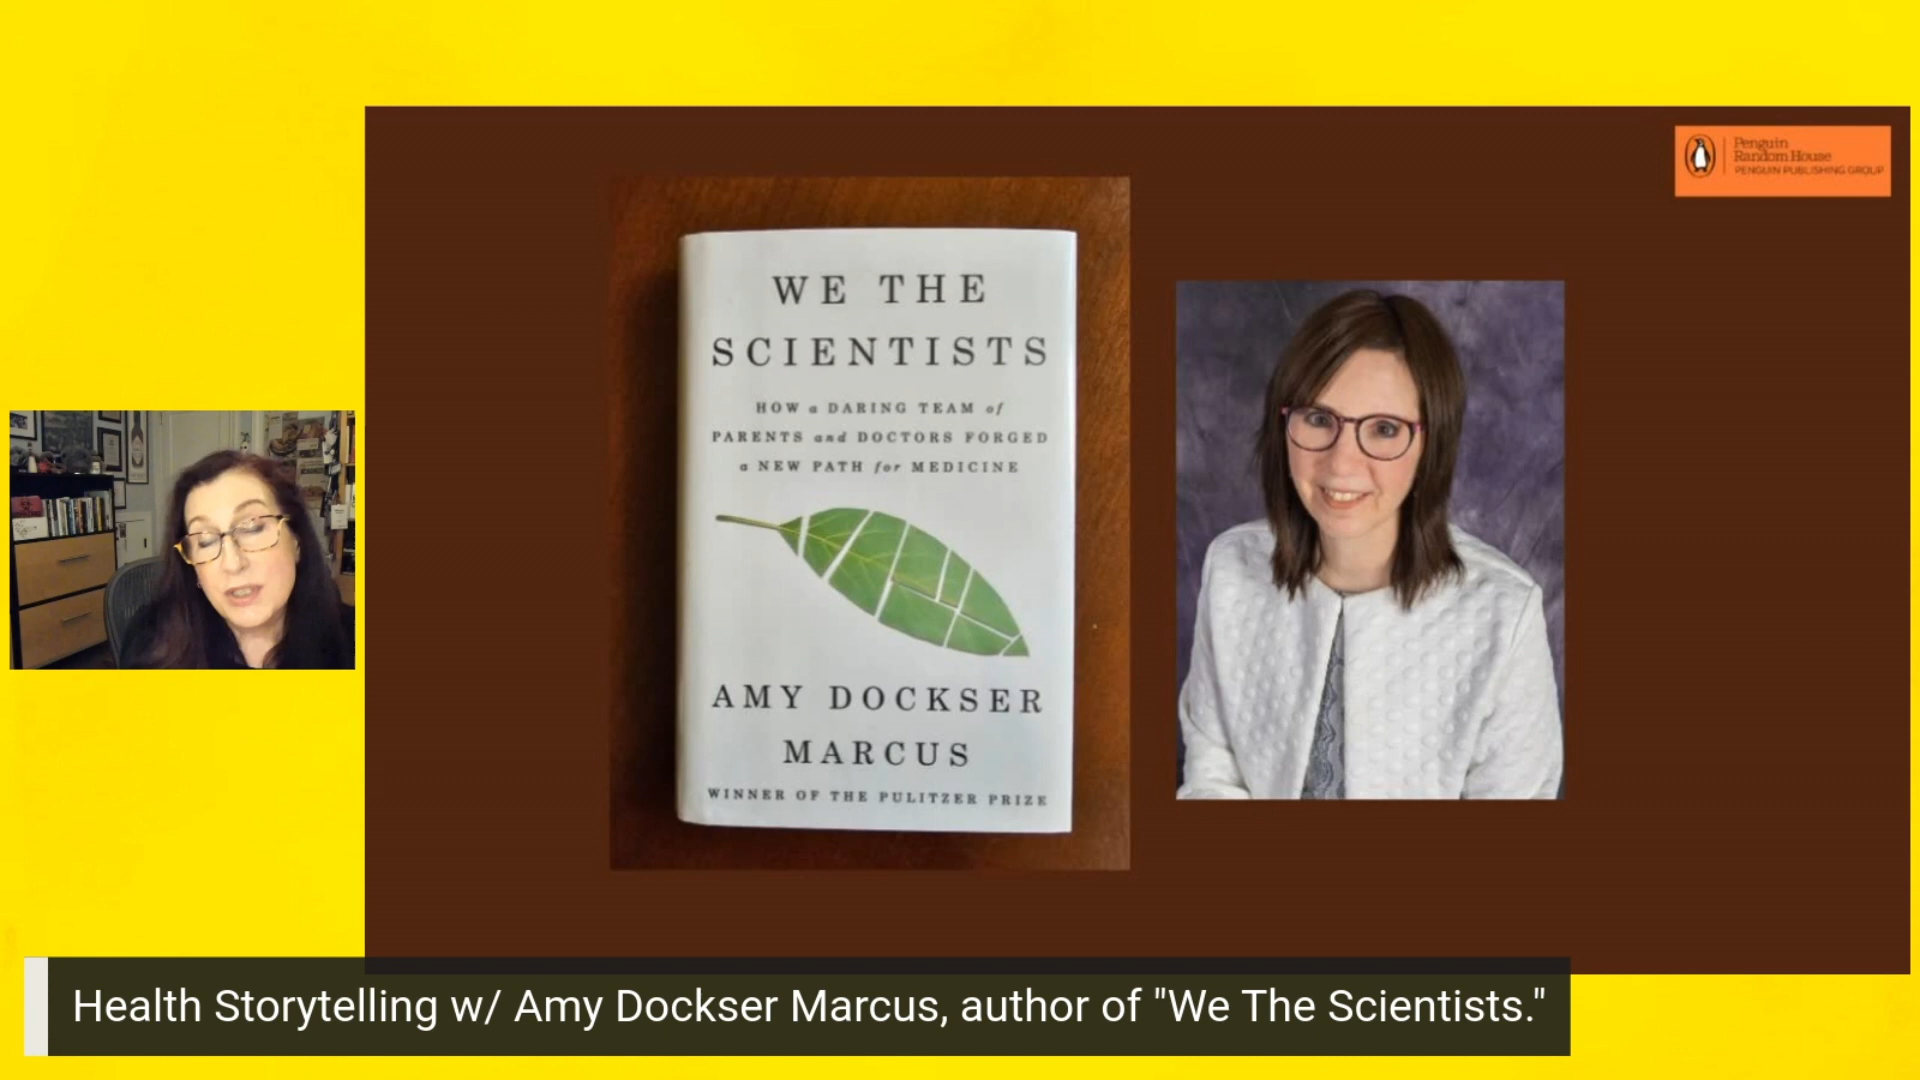 Penguin
Random House
PENGUIN PUBLISHING GROUP
WE THE
SCIENTISTS
HOW a DARING TEAM of
PARENTS and DOCTORS FORGED
a NEW PATH for MEDICINE
AMY DOCKSER
MARCUS
WINNER OF THE PULITZER PRIZE
Health Storytelling w/ Amy Dockser Marcus, author of "We The Scientists."